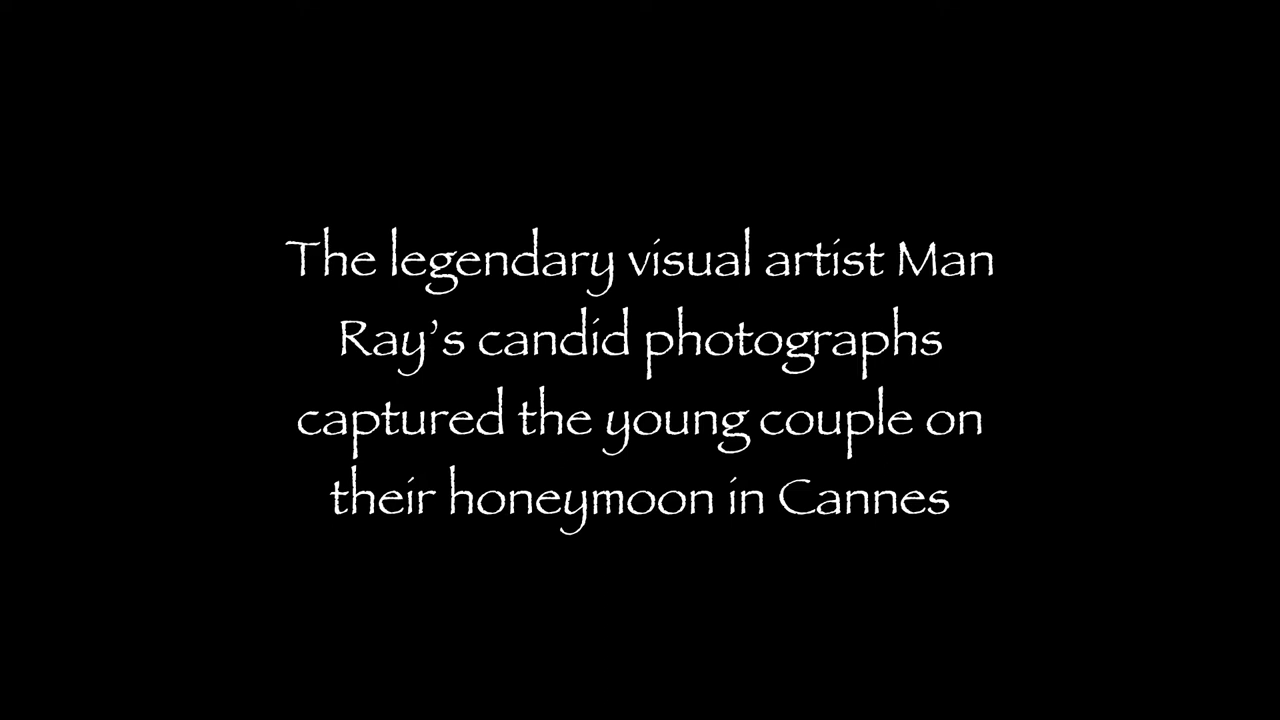 The legendary visual artist Man
Ray’s candid photographs
captured the young couple on
their honeymoon in Cannes